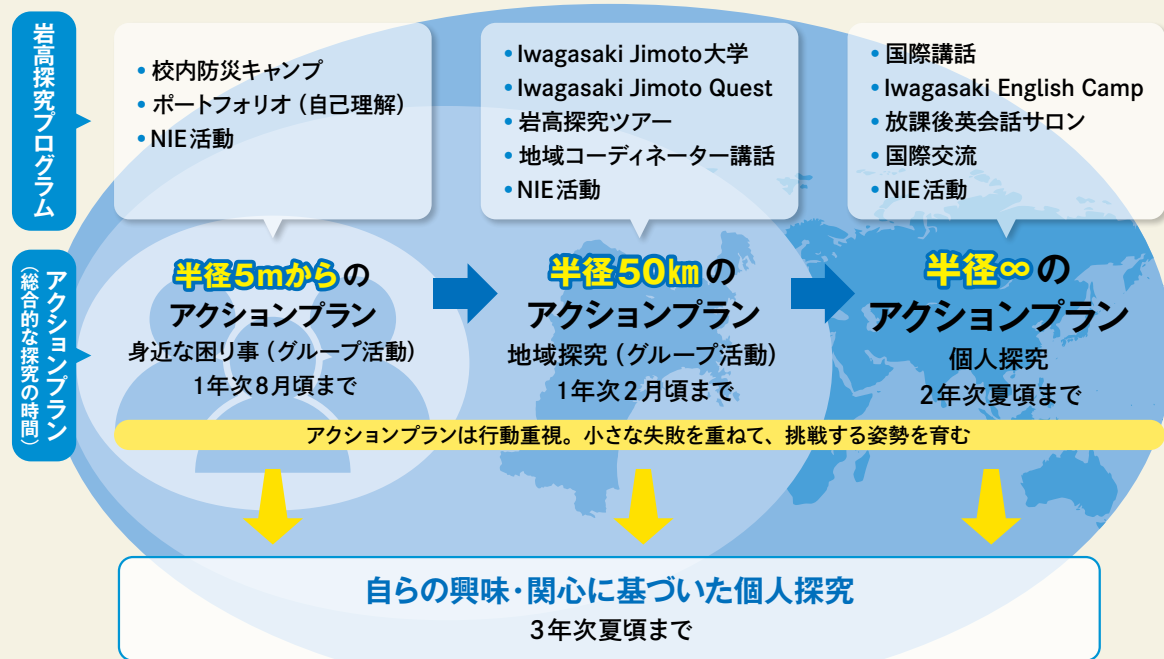 岩高探究プログラム
• 校内防災キャンプ
• ポートフォリオ（自己理解）
• NIE活動
• Iwagasaki Jimoto大学
• Iwagasaki Jimoto Quest
• 岩高探究ツアー
• 地域コーディネーター講話
• NIE活動
• 国際講話
• Iwagasaki English Camp
• 放課後英会話サロン
• 国際交流
• NIE活動
アクションプラン
（総合的な探究の時間）
半径5mからの
アクションプラン
身近な困り事（グループ活動）
1年次8月頃まで
半径50㎞の
アクションプラン
地域探究（グループ活動）
1年次2月頃まで
半径∞の
アクションプラン
個人探究
2年次夏頃まで
アクションプランは行動重視。小さな失敗を重ねて、挑戦する姿勢を育む
自らの興味・関心に基づいた個人探究
3年次夏頃まで